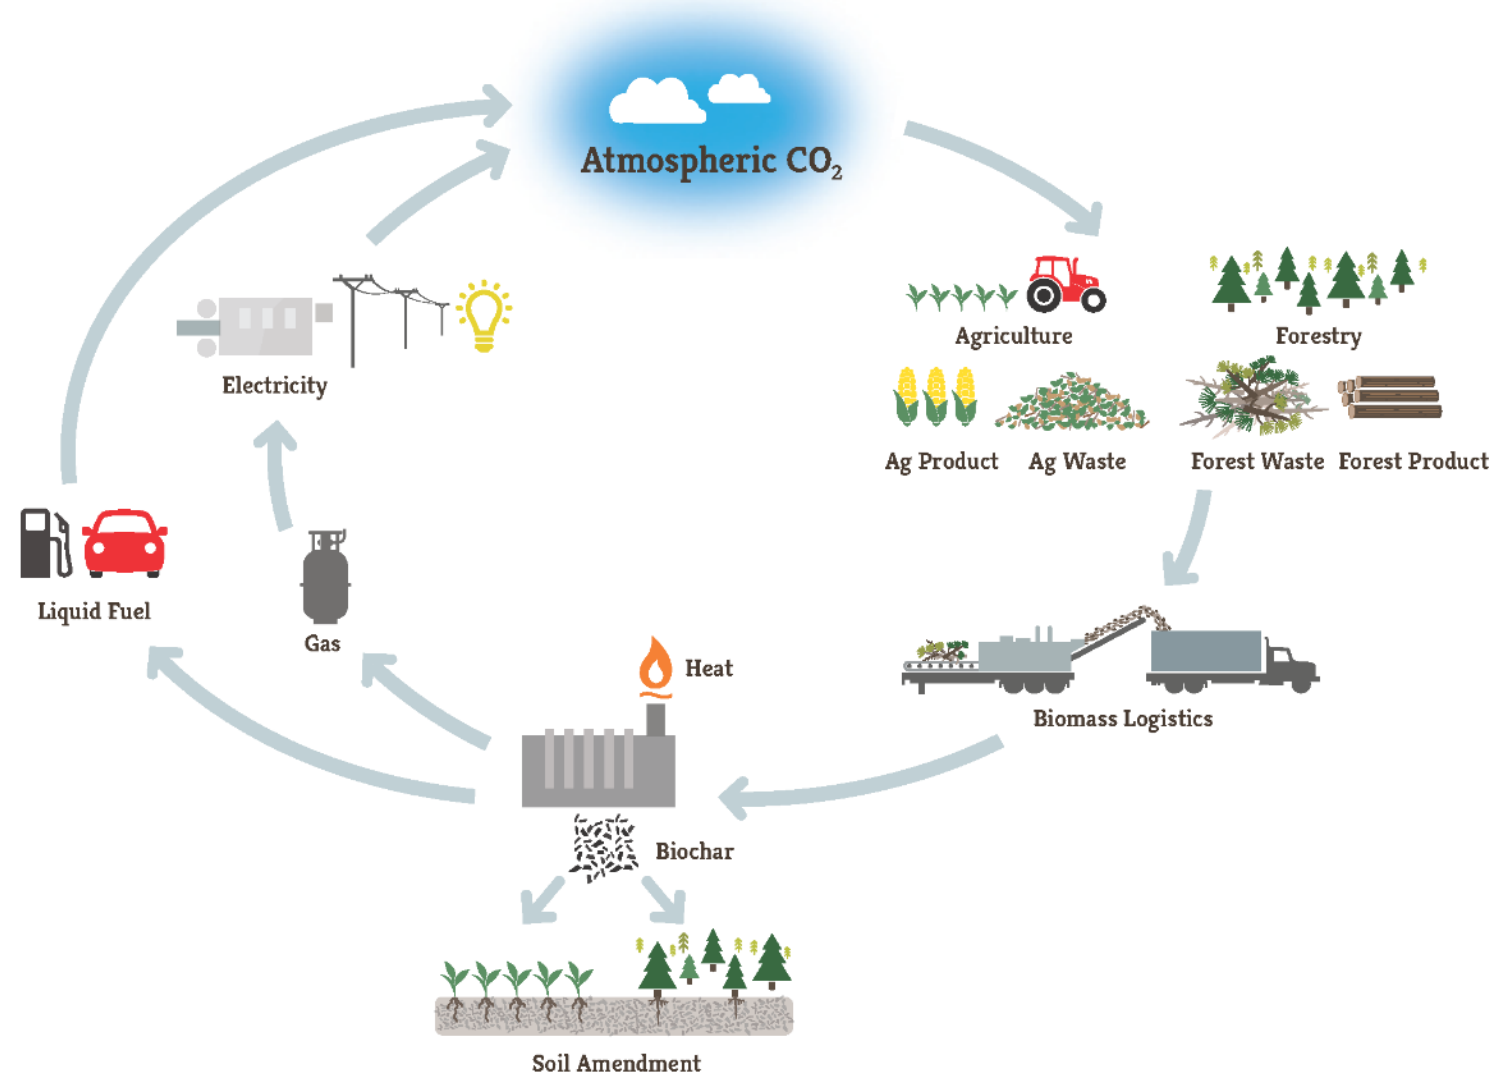 Atmospheric CO₂
Agriculture
Forestry
Ag Product
Ag Waste
Forest Waste
Forest Product
Electricity
Liquid Fuel
Gas
Heat
Biomass Logistics
Biochar
Soil Amendment